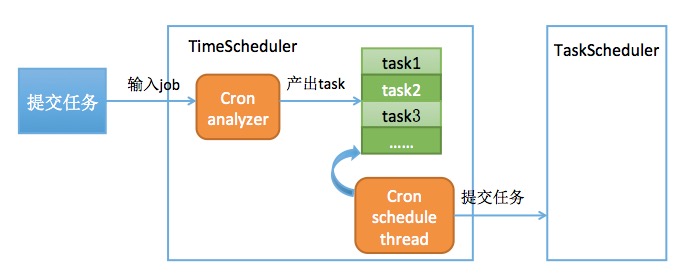 TimeScheduler
TaskScheduler
提交任务
输入job
Cron
analyzer
产出task
task1
task2
task3
......
Cron
schedule
thread
提交任务